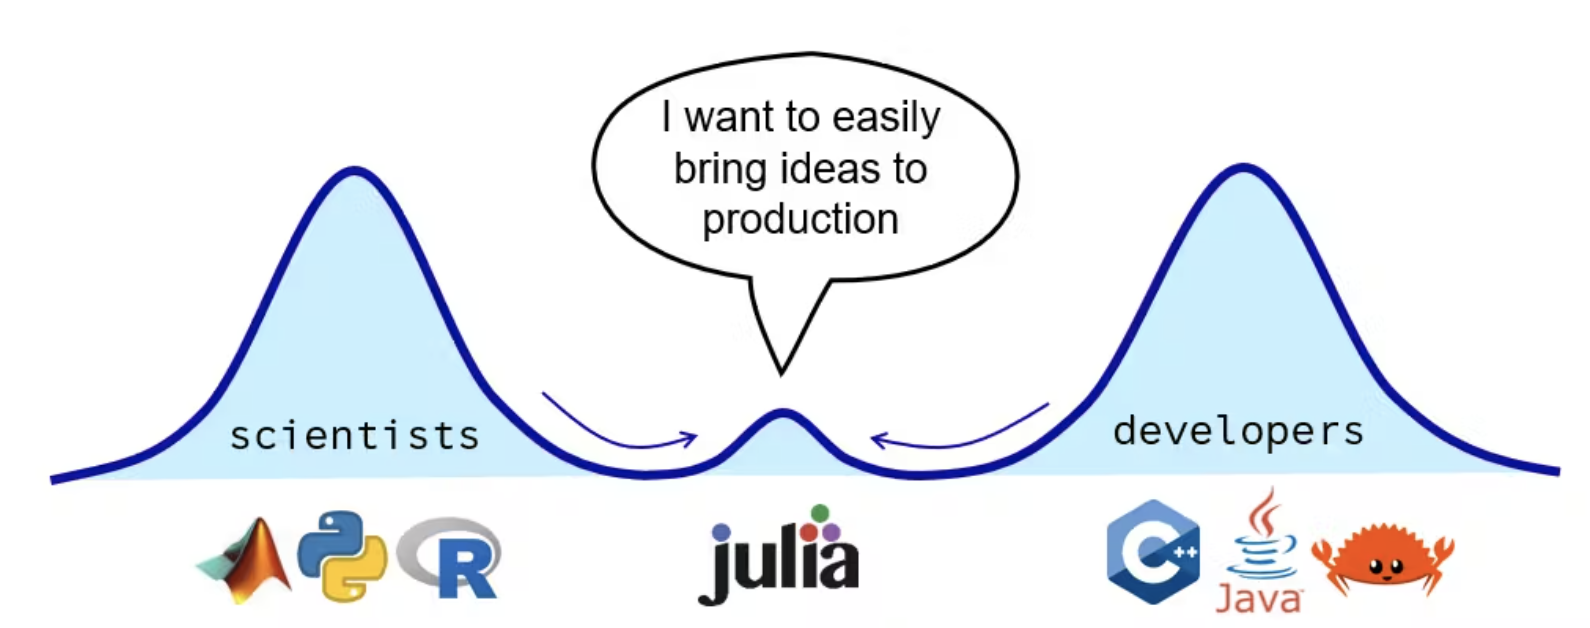 I want to easily
bring ideas to
production
scientists
developers
R
julia
C++
Java